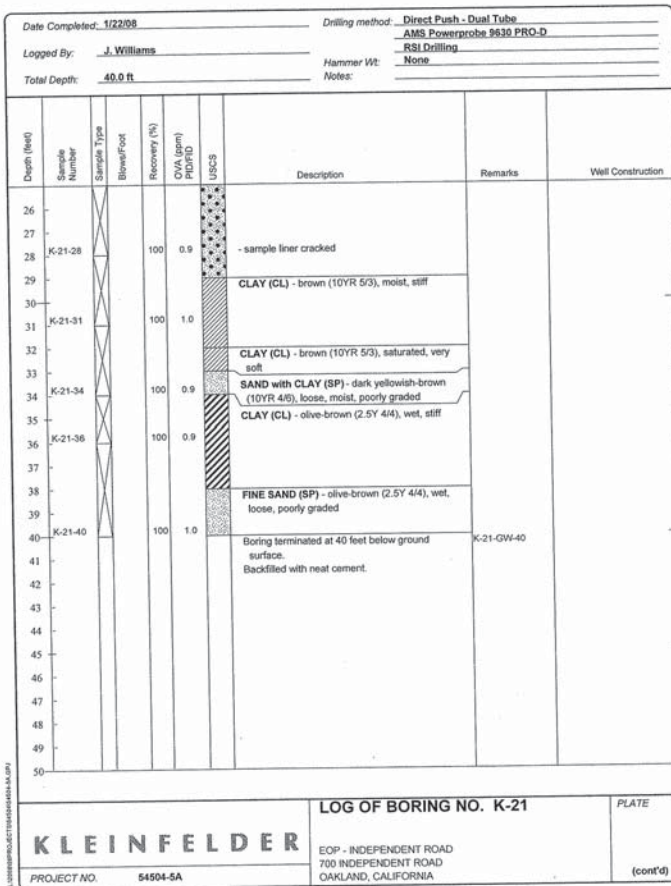 Date Completed: 1/22/08
Logged By: J. Williams
Total Depth: 40.0 ft
Drilling method: Direct Push - Dual Tube
AMS Powerprobe 9630 PRO-D
RSI Drilling
Hammer Wt: None
Notes:
Depth (feet)
Sample Number
Sample Type
Blows/Foot
Recovery (%)
OVA (ppm) PID/FID
USCS
Description
Remarks
Well Construction
26
27
K-21-28 100 0.9 - sample liner cracked
28
29
CLAY (CL) - brown (10YR 5/3), moist, stiff
30
K-21-31 100 1.0
31
32
CLAY (CL) - brown (10YR 5/3), saturated, very
soft
33
SAND with CLAY (SP) - dark yellowish-brown
K-21-34 100 0.9 (10YR 4/6), loose, moist, poorly graded
34
CLAY (CL) - olive-brown (2.5Y 4/4), wet, stiff
35
K-21-36 100 0.9
36
37
38
FINE SAND (SP) - olive-brown (2.5Y 4/4), wet,
loose, poorly graded
39
K-21-40 100 1.0
40
Boring terminated at 40 feet below ground K-21-GW-40
surface.
41
Backfilled with neat cement.
42
43
44
45
46
47
48
49
50
KLEINFELDER
PROJECT NO. 54504-5A
LOG OF BORING NO. K-21
EOP - INDEPENDENT ROAD
700 INDEPENDENT ROAD
OAKLAND, CALIFORNIA
PLATE
(cont'd)